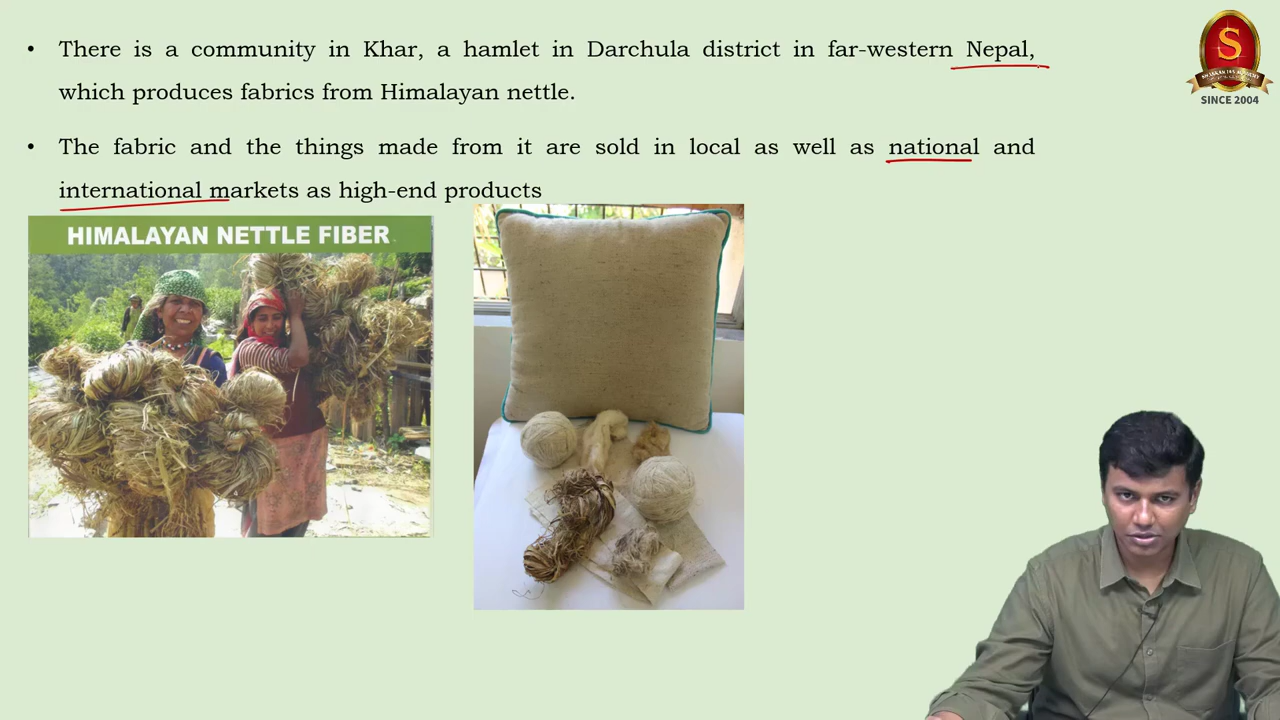 • There is a community in Khar, a hamlet in Darchula district in far-western Nepal,
which produces fabrics from Himalayan nettle.
• The fabric and the things made from it are sold in local as well as national and
international markets as high-end products
HIMALAYAN NETTLE FIBER
S
SINCE 2004